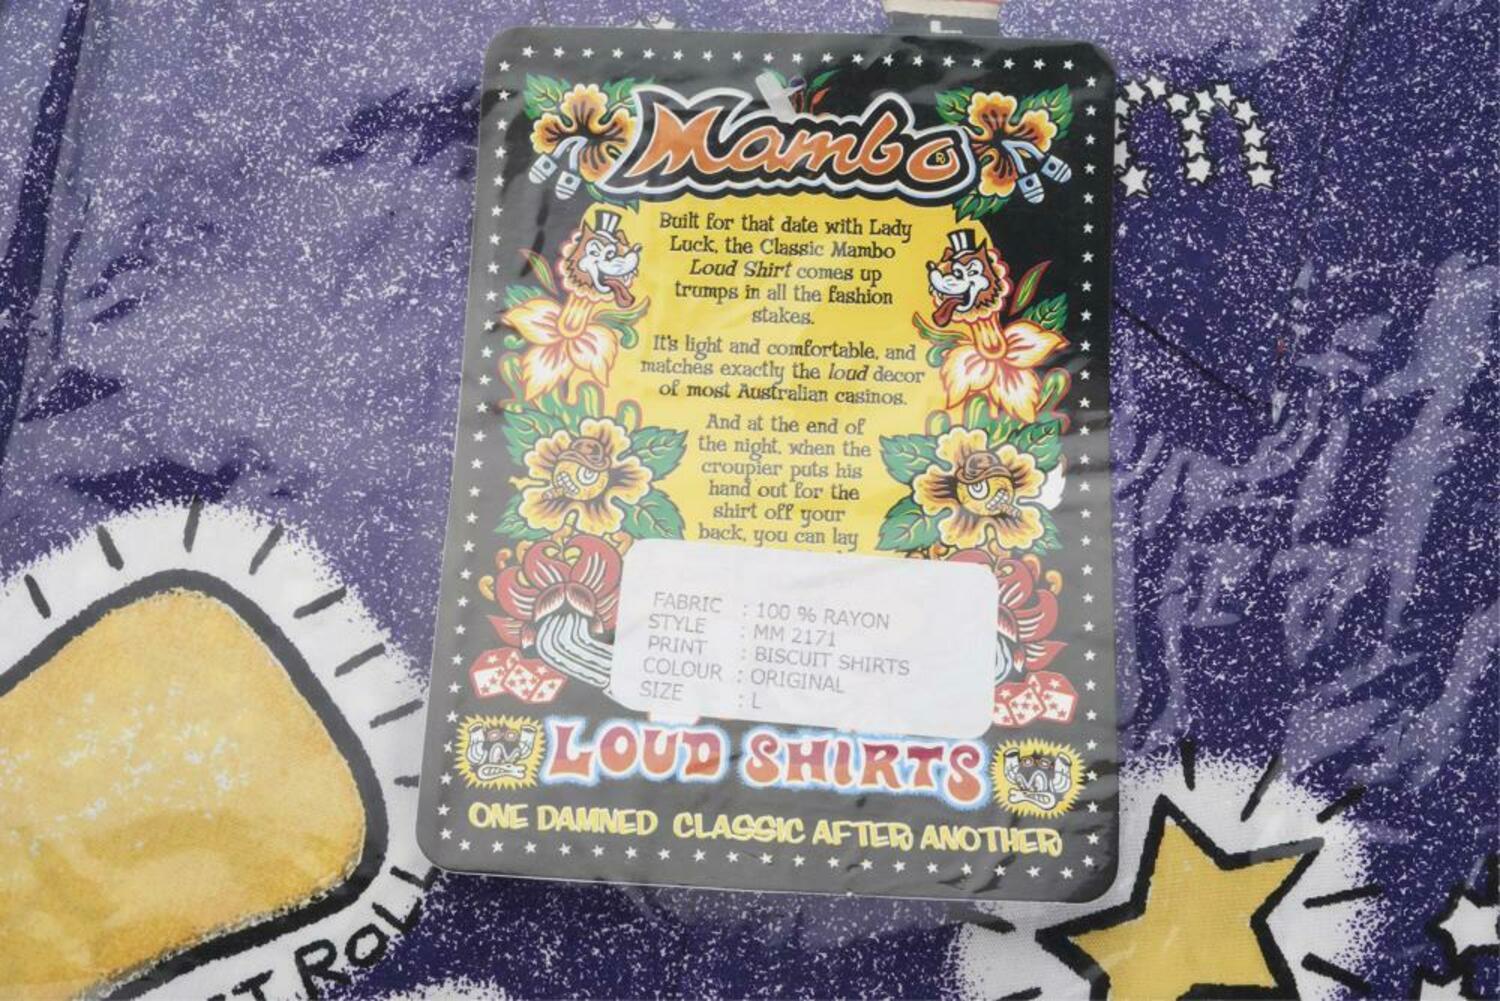 L
Mambo
Built for that date with Lady
Luck, the Classic Mambo
Loud Shirt comes up
trumps in all the fashion
stakes.
It's light and comfortable, and
matches exactly the loud decor
of most Australian casinos.
And at the end of
the night, when the
croupier puts his
hand out for the
shirt off your
back, you can lay
FABRIC : 100 % RAYON
STYLE : MM 2171
PRINT : BISCUIT SHIRTS
COLOUR : ORIGINAL
SIZE : L
LOUD SHIRTS
ONE DAMNED CLASSIC AFTER ANOTHER